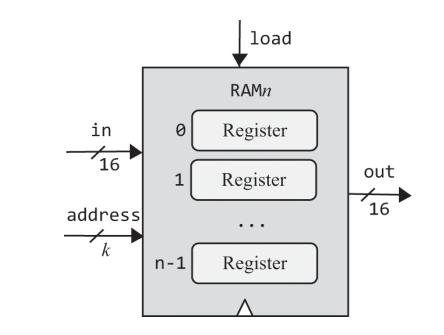 load
RAMn
in
16
0 Register
1 Register
out
16
address
k
...
n-1 Register